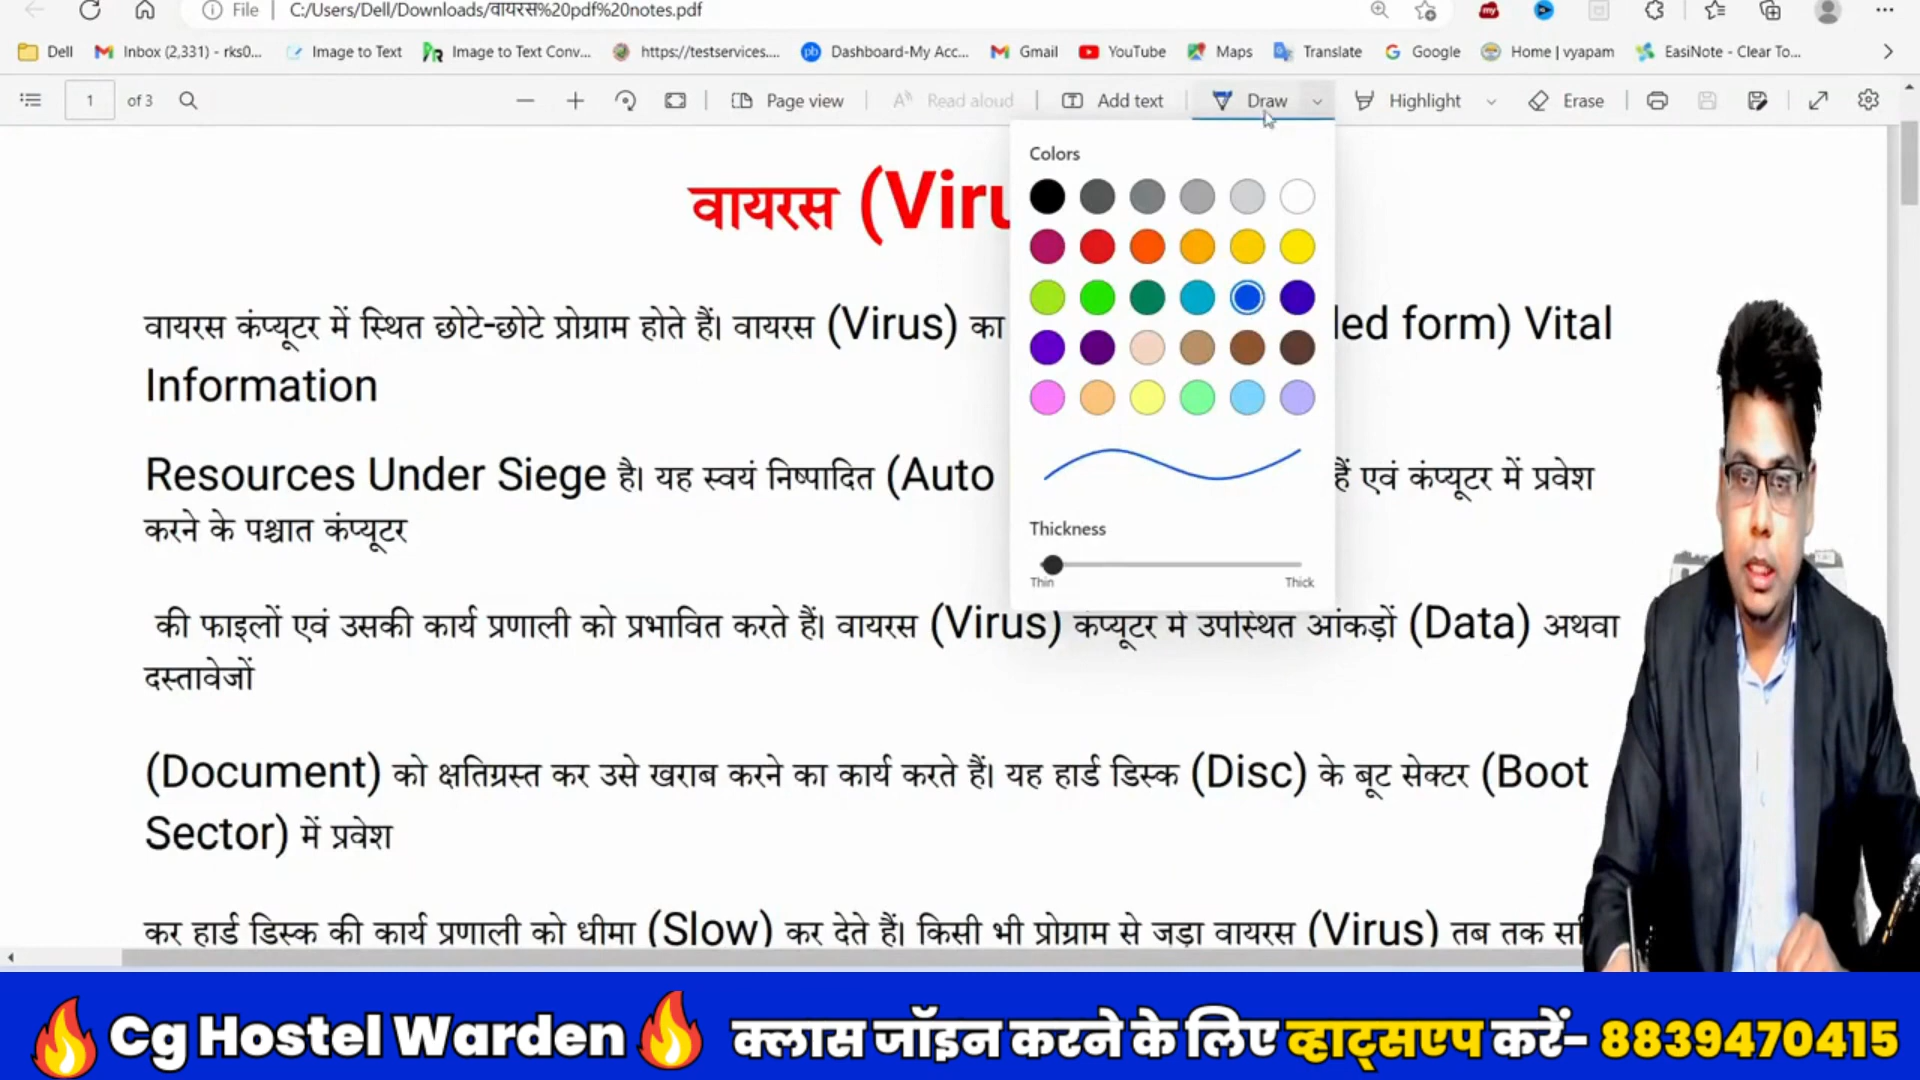 File C:/Users/Dell/Downloads/वायरस%20pdf%20notes.pdf
Dell Inbox (2,331) - rks0... Image to Text Image to Text Conv... https://testservices.... Dashboard-My Acc... Gmail YouTube Maps Translate Google Home | vyapam EasiNote - Clear To...
1 of 3 Page view Read aloud Add text Draw Highlight Erase
Colors
Thickness
Thin Thick
वायरस (Viru
वायरस कंप्यूटर में स्थित छोटे-छोटे प्रोग्राम होते हैं। वायरस (Virus) का led form) Vital
Information
Resources Under Siege है। यह स्वयं निष्पादित (Auto हैं एवं कंप्यूटर में प्रवेश
करने के पश्चात कंप्यूटर
की फाइलों एवं उसकी कार्य प्रणाली को प्रभावित करते हैं। वायरस (Virus) कंप्यूटर में उपस्थित आंकड़ों (Data) अथवा
दस्तावेजों
(Document) को क्षतिग्रस्त कर उसे खराब करने का कार्य करते हैं। यह हार्ड डिस्क (Disc) के बूट सेक्टर (Boot
Sector) में प्रवेश
कर हार्ड डिस्क की कार्य प्रणाली को धीमा (Slow) कर देते हैं। किसी भी प्रोग्राम से जड़ा वायरस (Virus) तब तक
Cg Hostel Warden क्लास जॉइन करने के लिए व्हाट्सएप करें- 8839470415